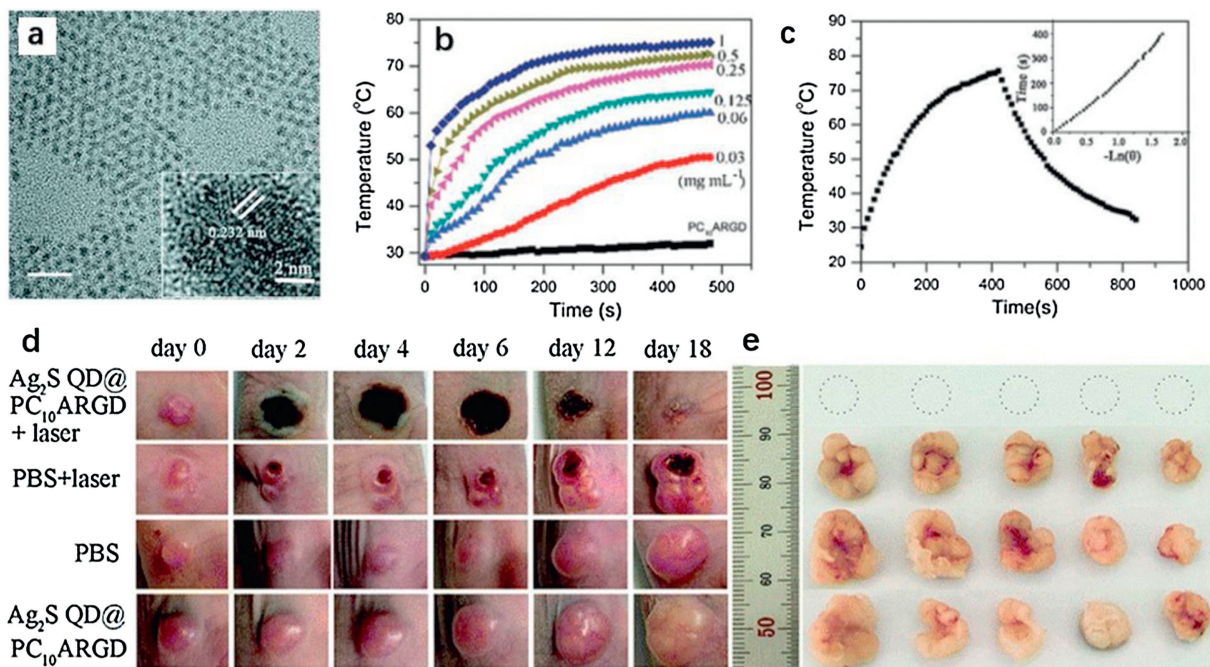 a
0.232 nm
2 nm
b
Temperature (°C)
80
70
60
50
40
30
0
100
200
300
400
500
Time (s)
1
0.5
0.25
0.125
0.06
0.03
(mg mL⁻¹)
PC₁₀ARGD
c
Temperature (°C)
90
80
70
60
50
40
30
20
0
200
400
600
800
1000
Time(s)
Time (s)
400
300
200
100
0
0.0
0.5
1.0
1.5
2.0
-Ln(θ)
d
day 0 day 2 day 4 day 6 day 12 day 18
Ag₂S QD@
PC₁₀ARGD
+ laser
PBS+laser
PBS
Ag₂S QD@
PC₁₀ARGD
e
100
90
80
70
60
50